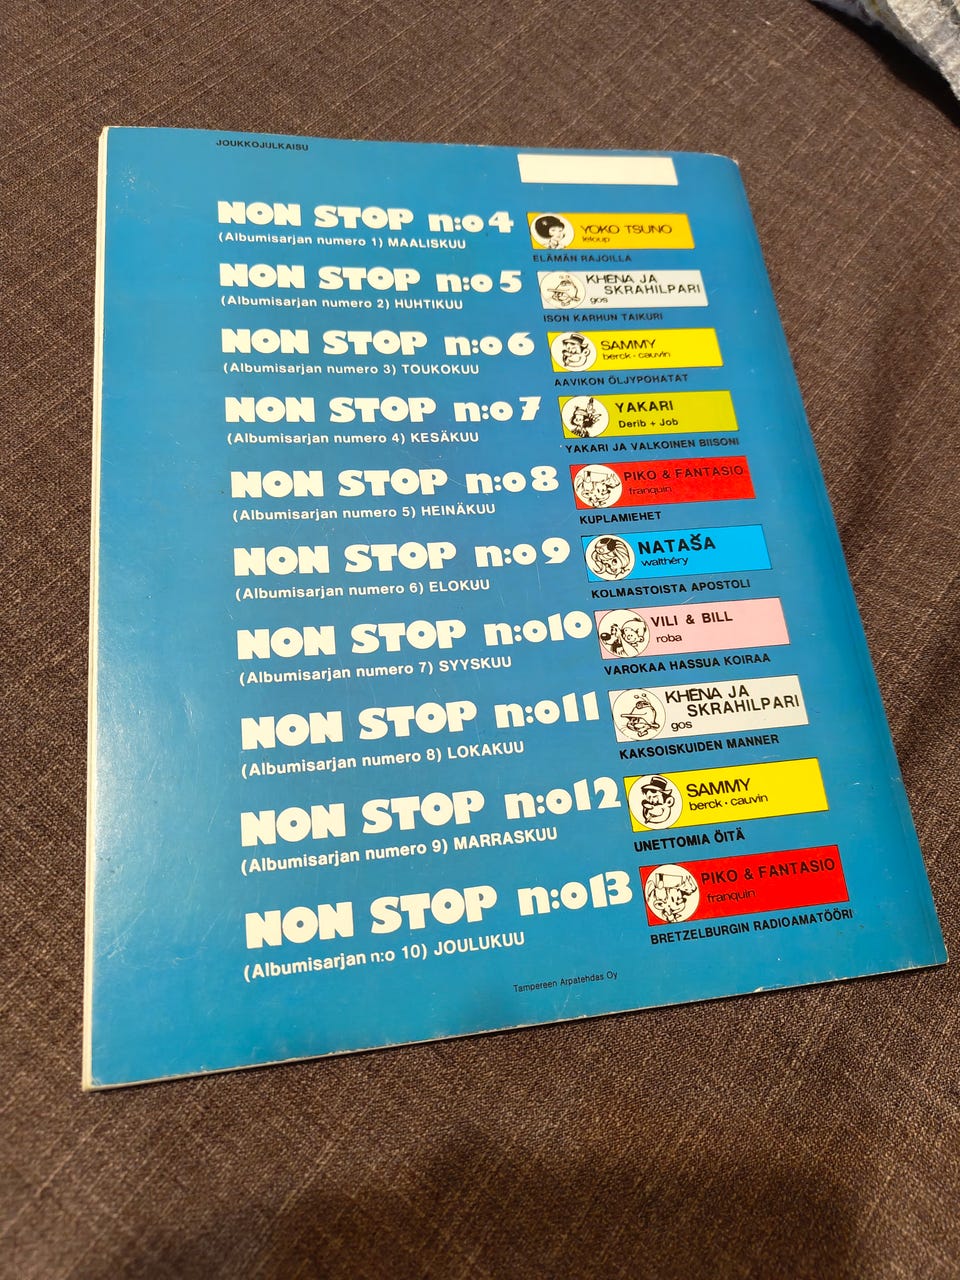 JOUKKOJULKAISU
NON STOP n:o 4
(Albumisarjan numero 1) MAALISKUU
YOKO TSUNO
leloup
ELÄMÄN RAJOILLA
NON STOP n:o 5
(Albumisarjan numero 2) HUHTIKUU
KHENA JA
SKRAHILPARI
gos
ISON KARHUN TAIKURI
NON STOP n:o 6
(Albumisarjan numero 3) TOUKOKUU
SAMMY
berck · cauvin
AAVIKON ÖLJYPOHATAT
NON STOP n:o 7
(Albumisarjan numero 4) KESÄKUU
YAKARI
Derib + Job
YAKARI JA VALKOINEN BIISONI
NON STOP n:o 8
(Albumisarjan numero 5) HEINÄKUU
PIKO & FANTASIO
franquin
KUPLAMIEHET
NON STOP n:o 9
(Albumisarjan numero 6) ELOKUU
NATAŠA
walthéry
KOLMASTOISTA APOSTOLI
NON STOP n:o10
(Albumisarjan numero 7) SYYSKUU
VILI & BILL
roba
VAROKAA HASSUA KOIRAA
NON STOP n:o11
(Albumisarjan numero 8) LOKAKUU
KHENA JA
SKRAHILPARI
gos
KAKSOISKUIDEN MANNER
NON STOP n:o12
(Albumisarjan numero 9) MARRASKUU
SAMMY
berck · cauvin
UNETTOMIA ÖITÄ
NON STOP n:o13
(Albumisarjan n:o 10) JOULUKUU
PIKO & FANTASIO
franquin
BRETZELBURGIN RADIOAMATÖÖRI
Tampereen Arpatehdas Oy